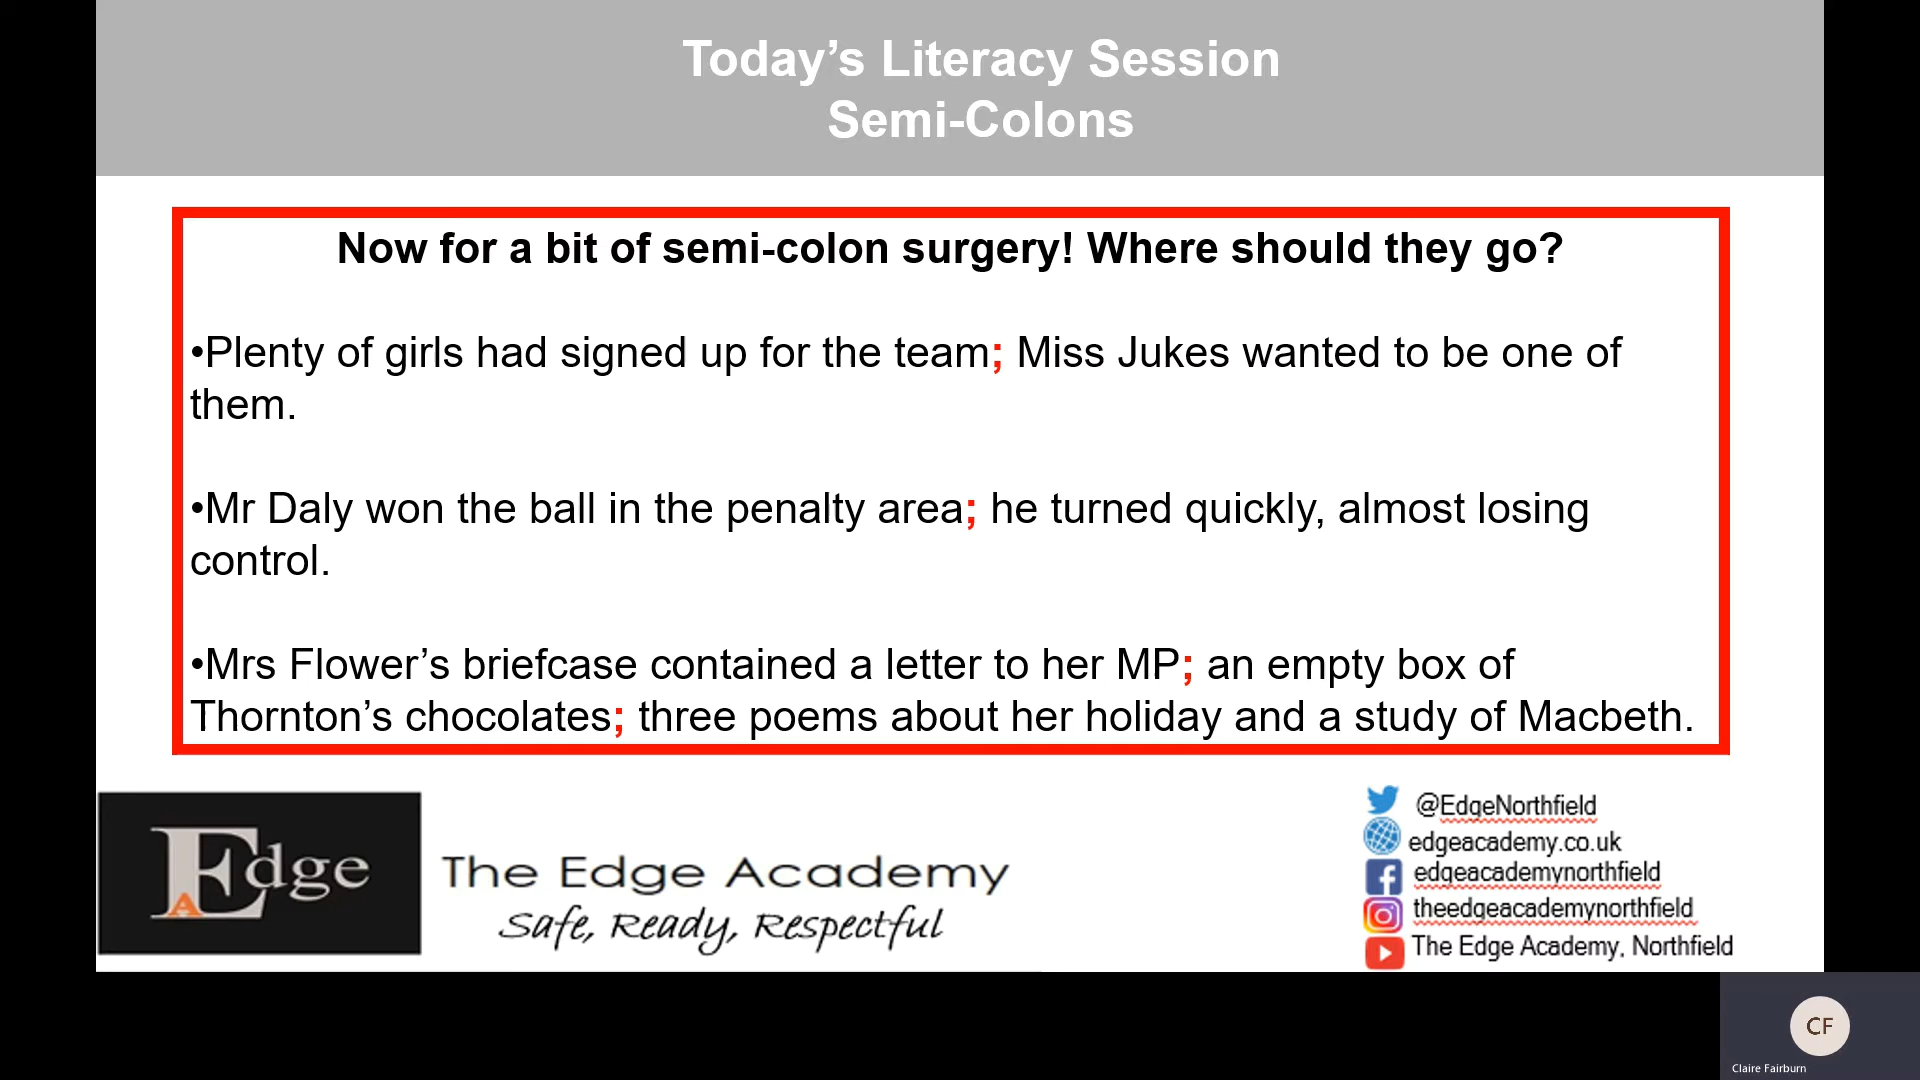 Today’s Literacy Session
Semi-Colons
Now for a bit of semi-colon surgery! Where should they go?
•Plenty of girls had signed up for the team; Miss Jukes wanted to be one of
them.
•Mr Daly won the ball in the penalty area; he turned quickly, almost losing
control.
•Mrs Flower’s briefcase contained a letter to her MP; an empty box of
Thornton’s chocolates; three poems about her holiday and a study of Macbeth.
Edge
A
The Edge Academy
Safe, Ready, Respectful
@EdgeNorthfield
edgeacademy.co.uk
edgeacademynorthfield
theedgeacademynorthfield
The Edge Academy, Northfield
CF
Claire Fairburn